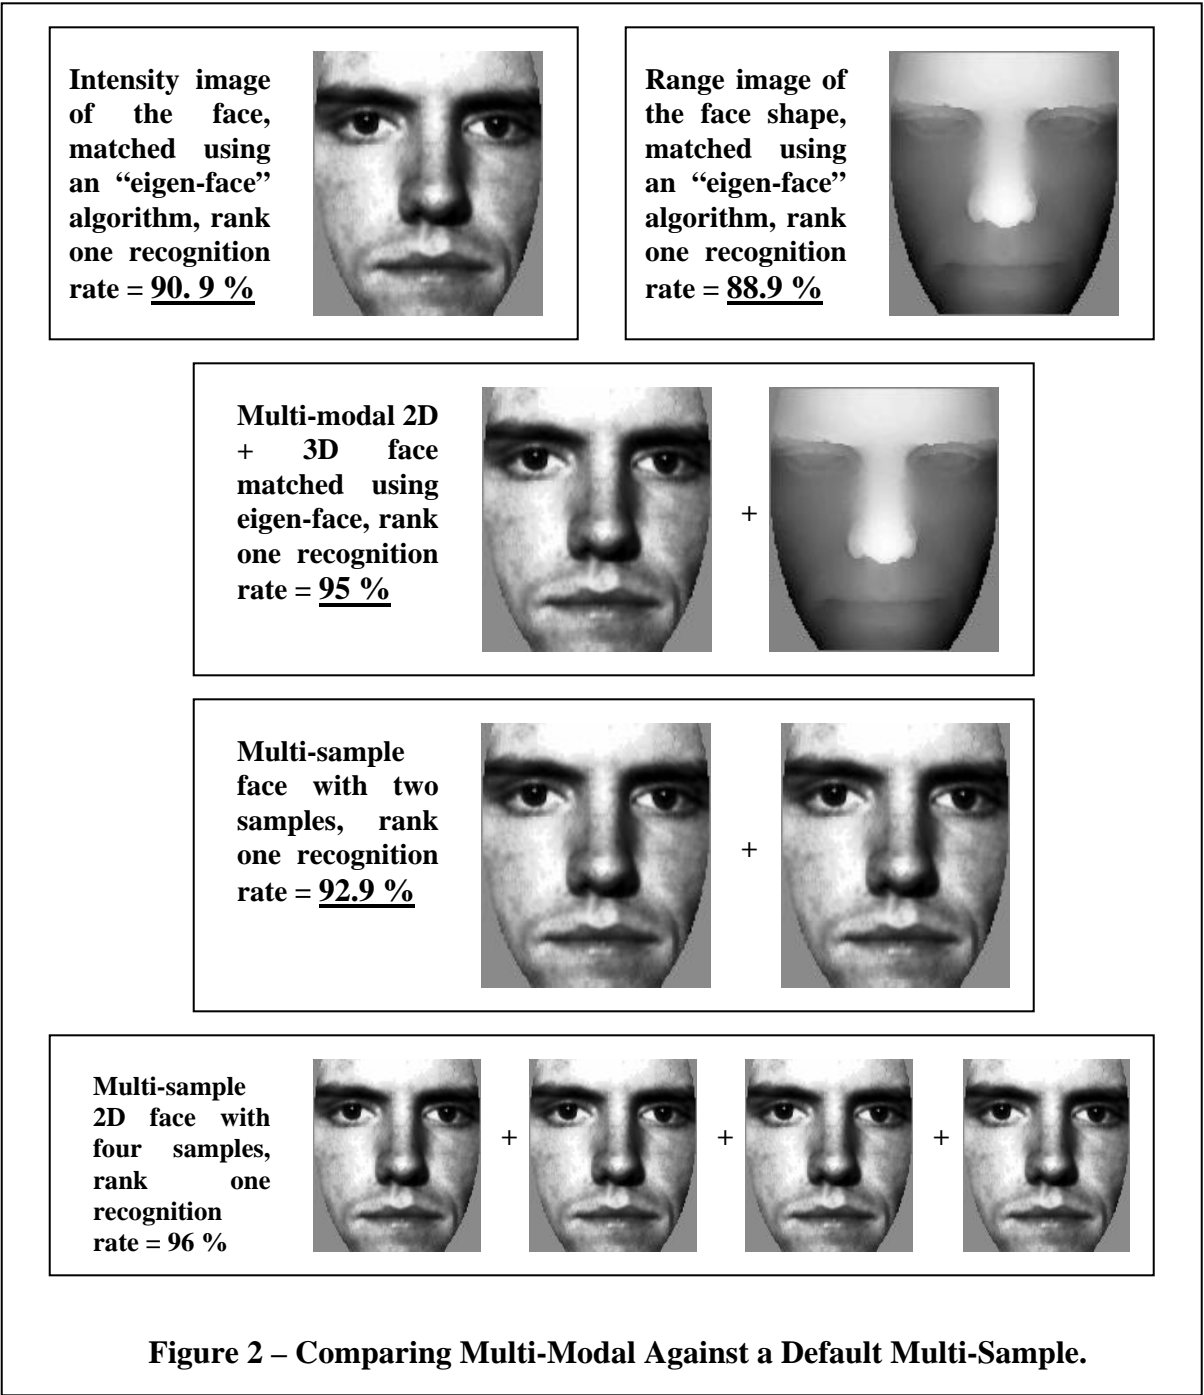 Intensity image
of the face,
matched using
an “eigen-face”
algorithm, rank
one recognition
rate = 90. 9 %
Range image of
the face shape,
matched using
an “eigen-face”
algorithm, rank
one recognition
rate = 88.9 %
Multi-modal 2D
+ 3D face
matched using
eigen-face, rank
one recognition
rate = 95 %
+
Multi-sample
face with two
samples, rank
one recognition
rate = 92.9 %
+
Multi-sample
2D face with
four samples,
rank one
recognition
rate = 96 %
+ + +
Figure 2 – Comparing Multi-Modal Against a Default Multi-Sample.